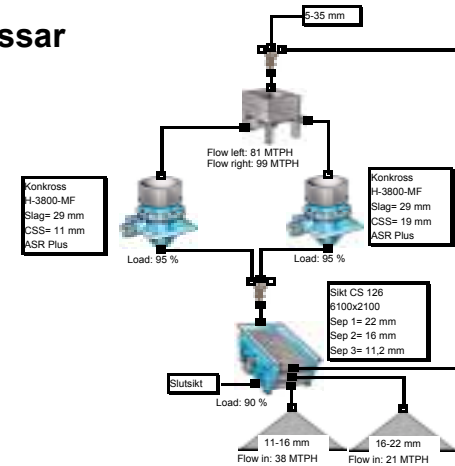 ssar
5-35 mm
Flow left: 81 MTPH
Flow right: 99 MTPH
Konkross
H-3800-MF
Slag= 29 mm
CSS= 11 mm
ASR Plus
Konkross
H-3800-MF
Slag= 29 mm
CSS= 19 mm
ASR Plus
Load: 95 %
Load: 95 %
Sikt CS 126
6100x2100
Sep 1= 22 mm
Sep 2= 16 mm
Sep 3= 11,2 mm
Slutsikt
Load: 90 %
11-16 mm
16-22 mm
Flow in: 38 MTPH
Flow in: 21 MTPH